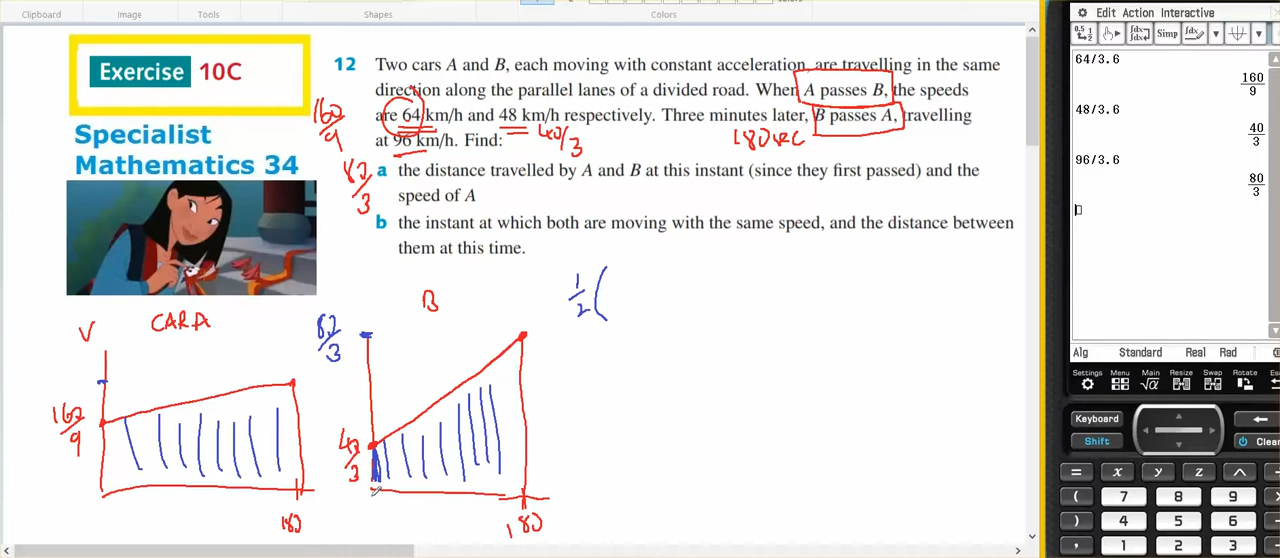 Clipboard Image Tools Shapes Colors
Exercise 10C
Specialist
Mathematics 34
12 Two cars A and B, each moving with constant acceleration, are travelling in the same
direction along the parallel lanes of a divided road. When A passes B, the speeds
are 64 km/h and 48 km/h respectively. Three minutes later, B passes A, travelling
at 96 km/h. Find:
160/9
40/3
180 sec
80/3
a the distance travelled by A and B at this instant (since they first passed) and the
speed of A
b the instant at which both are moving with the same speed, and the distance between
them at this time.
V CAR A
160/9
180
B
80/3
40/3
180
1/2 (
Edit Action Interactive
Simp
64/3.6
160/9
48/3.6
40/3
96/3.6
80/3
Alg Standard Real Rad
Settings Menu Main Resize Swap Rotate
Keyboard
Shift
Clear
= x y z ^
( 7 8 9
) 4 5 6
, 1 2 3